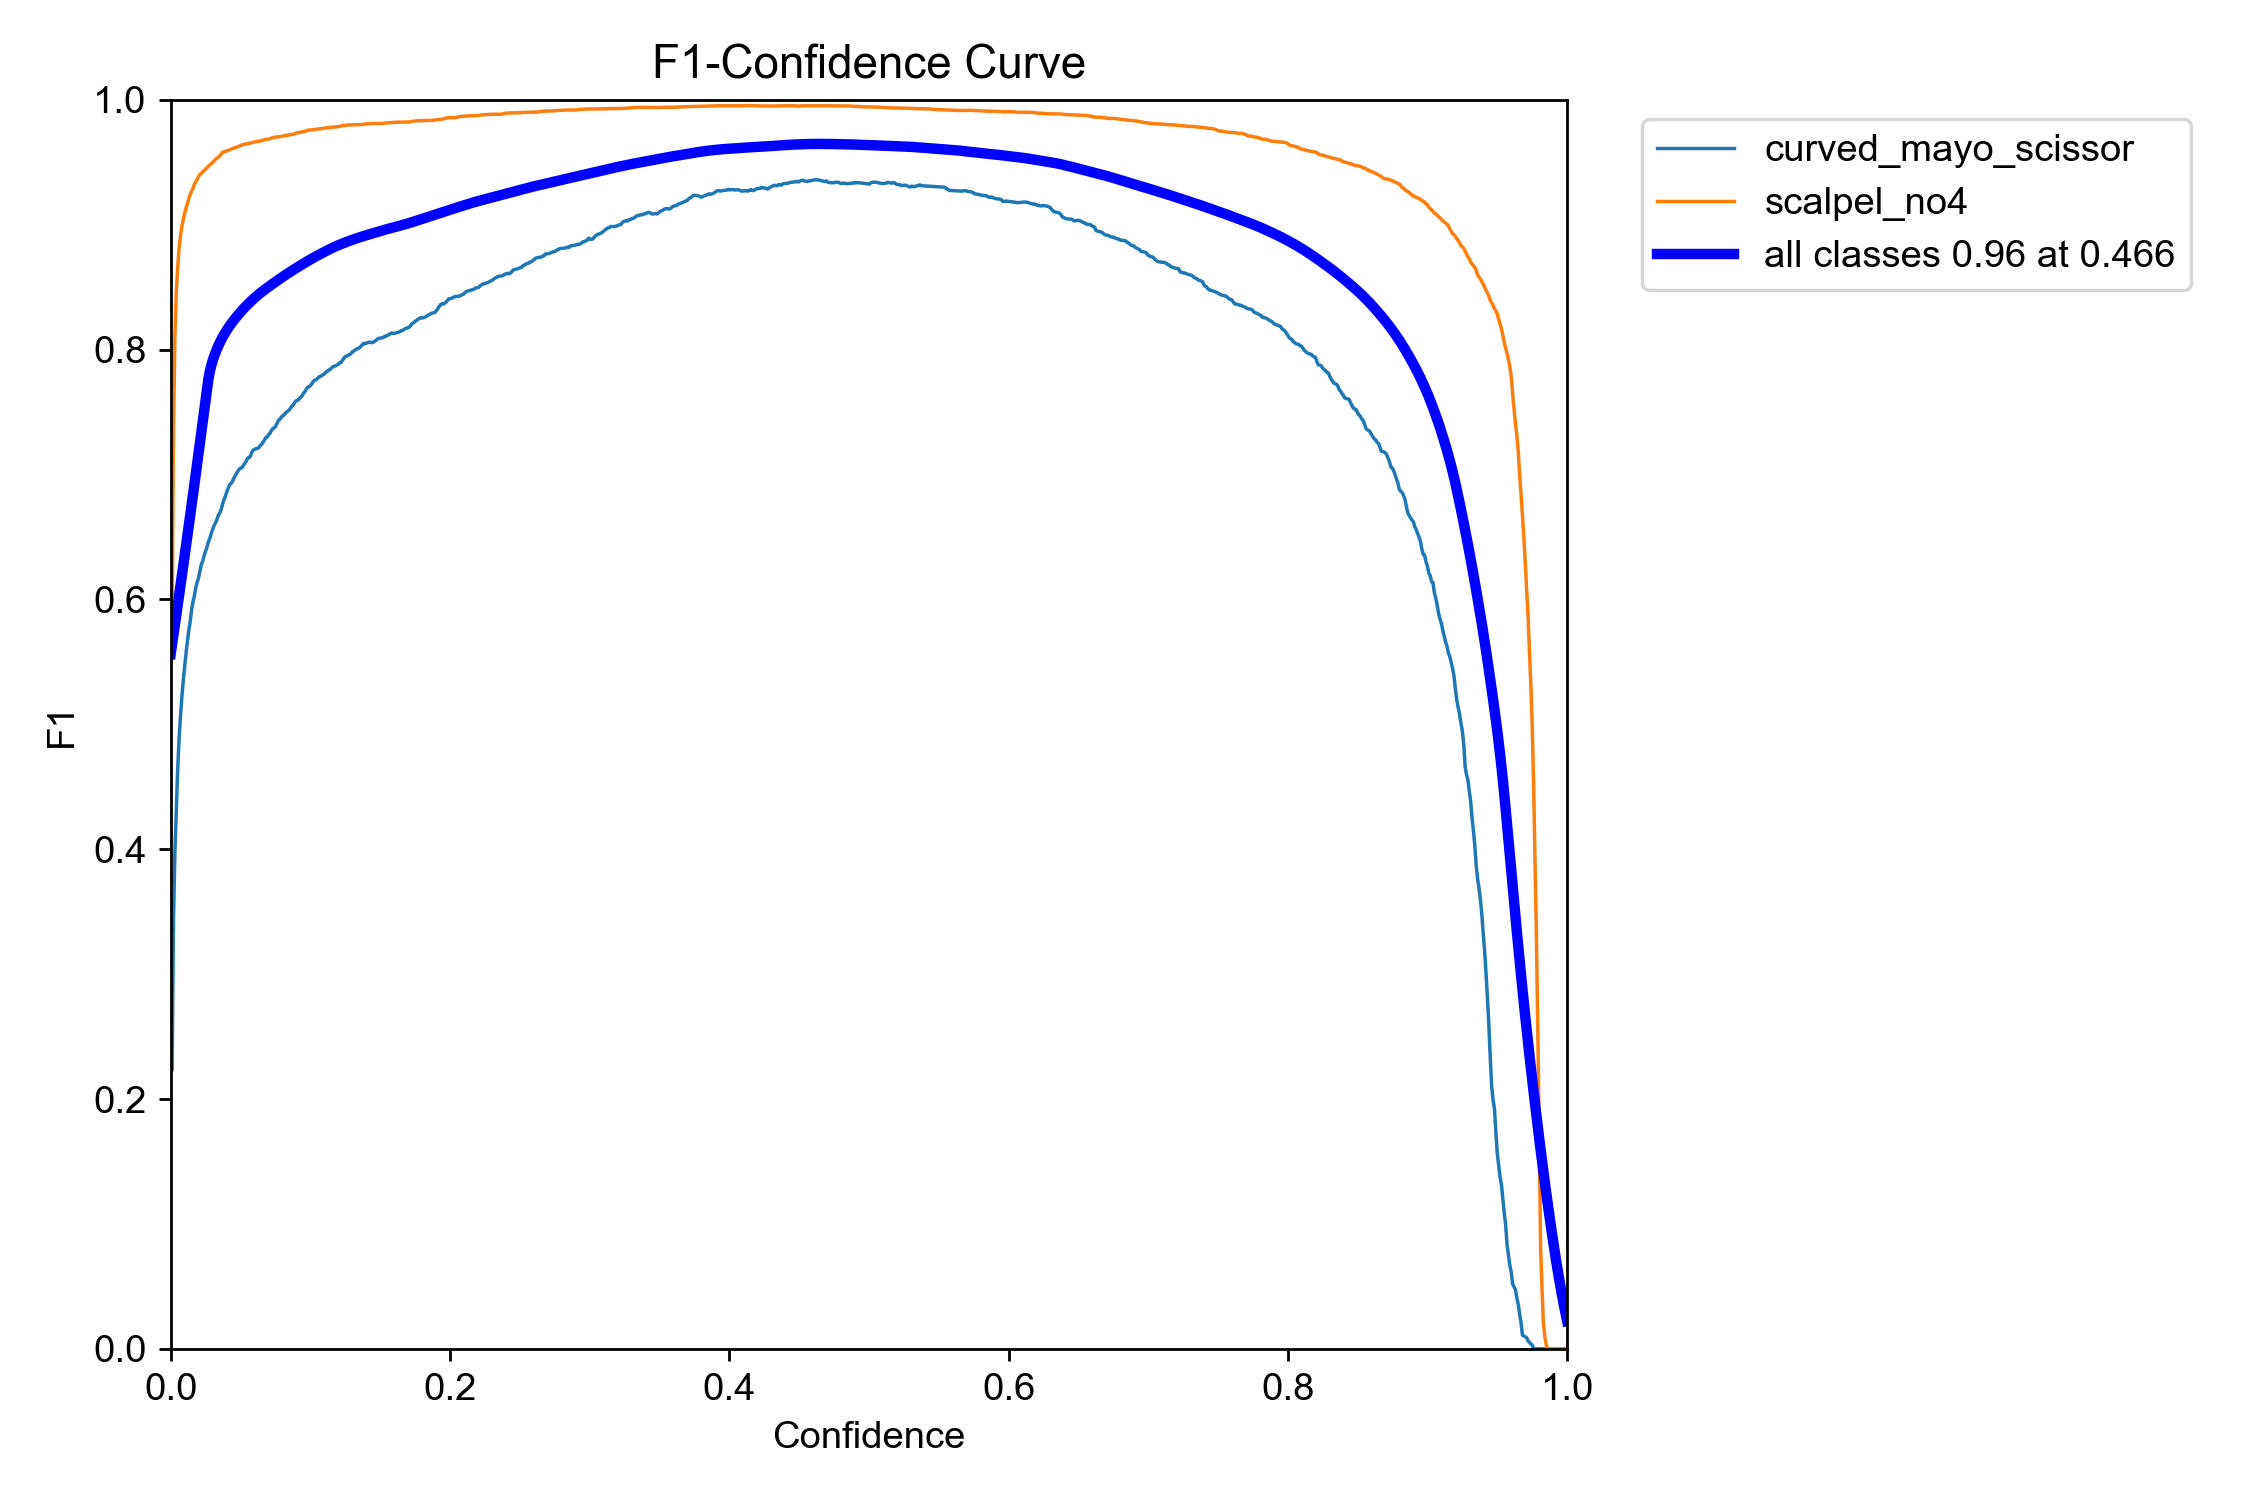 F1-Confidence Curve
1.0
0.8
0.6
0.4
0.2
0.0
F1
0.0 0.2 0.4 0.6 0.8 1.0
Confidence
curved_mayo_scissor
scalpel_no4
all classes 0.96 at 0.466